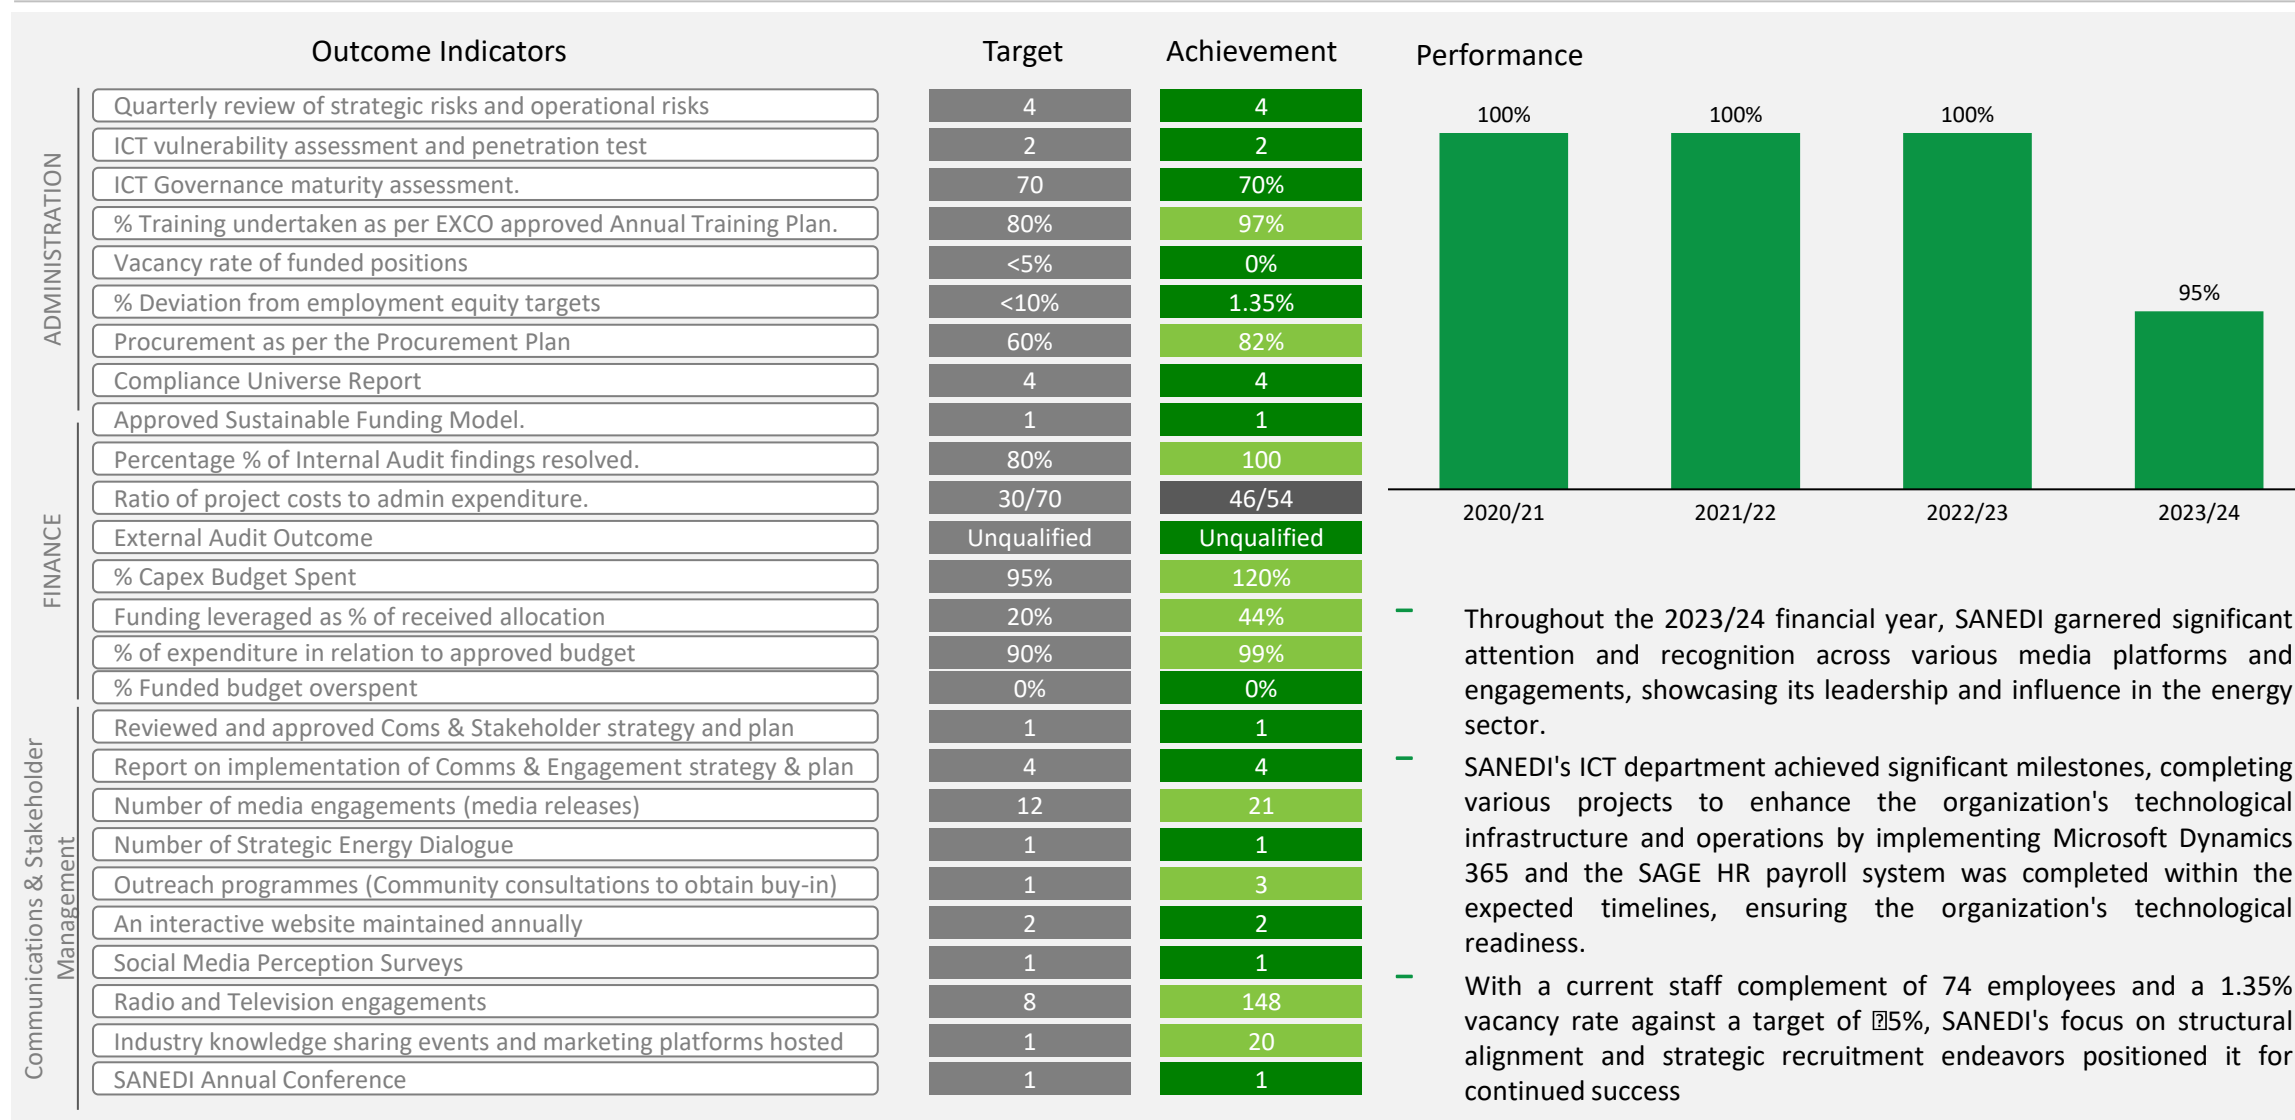 Outcome Indicators Target Achievement
ADMINISTRATION
Quarterly review of strategic risks and operational risks 4 4
ICT vulnerability assessment and penetration test 2 2
ICT Governance maturity assessment. 70 70%
% Training undertaken as per EXCO approved Annual Training Plan. 80% 97%
Vacancy rate of funded positions <5% 0%
% Deviation from employment equity targets <10% 1.35%
Procurement as per the Procurement Plan 60% 82%
Compliance Universe Report 4 4
FINANCE
Approved Sustainable Funding Model. 1 1
Percentage % of Internal Audit findings resolved. 80% 100
Ratio of project costs to admin expenditure. 30/70 46/54
External Audit Outcome Unqualified Unqualified
% Capex Budget Spent 95% 120%
Funding leveraged as % of received allocation 20% 44%
% of expenditure in relation to approved budget 90% 99%
% Funded budget overspent 0% 0%
Communications & Stakeholder
Management
Reviewed and approved Coms & Stakeholder strategy and plan 1 1
Report on implementation of Comms & Engagement strategy & plan 4 4
Number of media engagements (media releases) 12 21
Number of Strategic Energy Dialogue 1 1
Outreach programmes (Community consultations to obtain buy-in) 1 3
An interactive website maintained annually 2 2
Social Media Perception Surveys 1 1
Radio and Television engagements 8 148
Industry knowledge sharing events and marketing platforms hosted 1 20
SANEDI Annual Conference 1 1
Performance
100% 100% 100% 95%
2020/21 2021/22 2022/23 2023/24
– Throughout the 2023/24 financial year, SANEDI garnered significant
attention and recognition across various media platforms and
engagements, showcasing its leadership and influence in the energy
sector.
– SANEDI's ICT department achieved significant milestones, completing
various projects to enhance the organization's technological
infrastructure and operations by implementing Microsoft Dynamics
365 and the SAGE HR payroll system was completed within the
expected timelines, ensuring the organization's technological
readiness.
– With a current staff complement of 74 employees and a 1.35%
vacancy rate against a target of 5%, SANEDI's focus on structural
alignment and strategic recruitment endeavors positioned it for
continued success